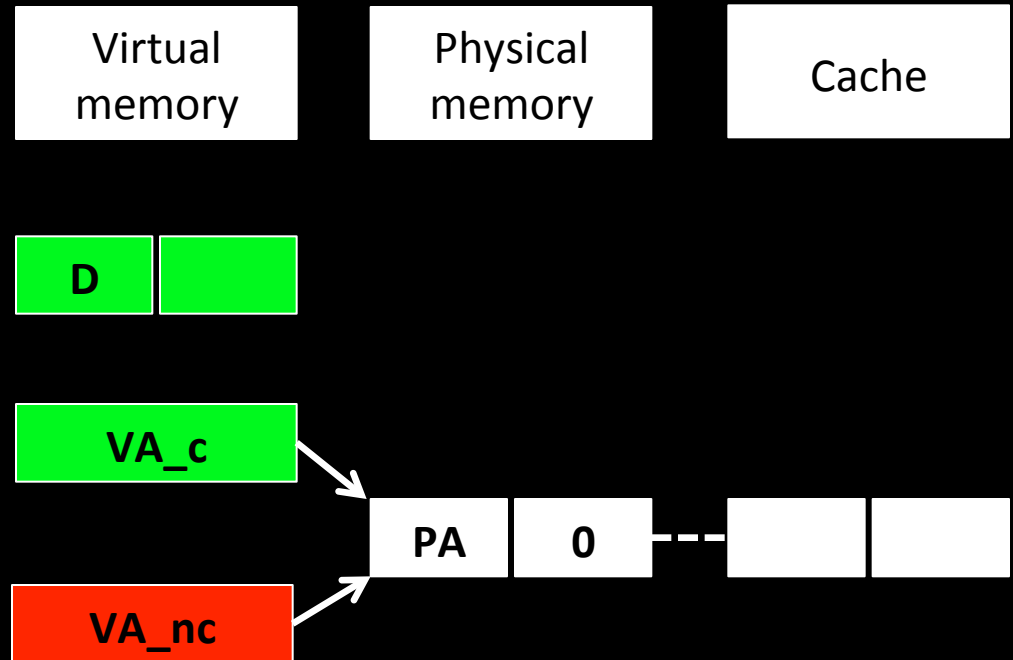 Virtual
memory
Physical
memory
Cache
D
VA_c
PA 0
VA_nc